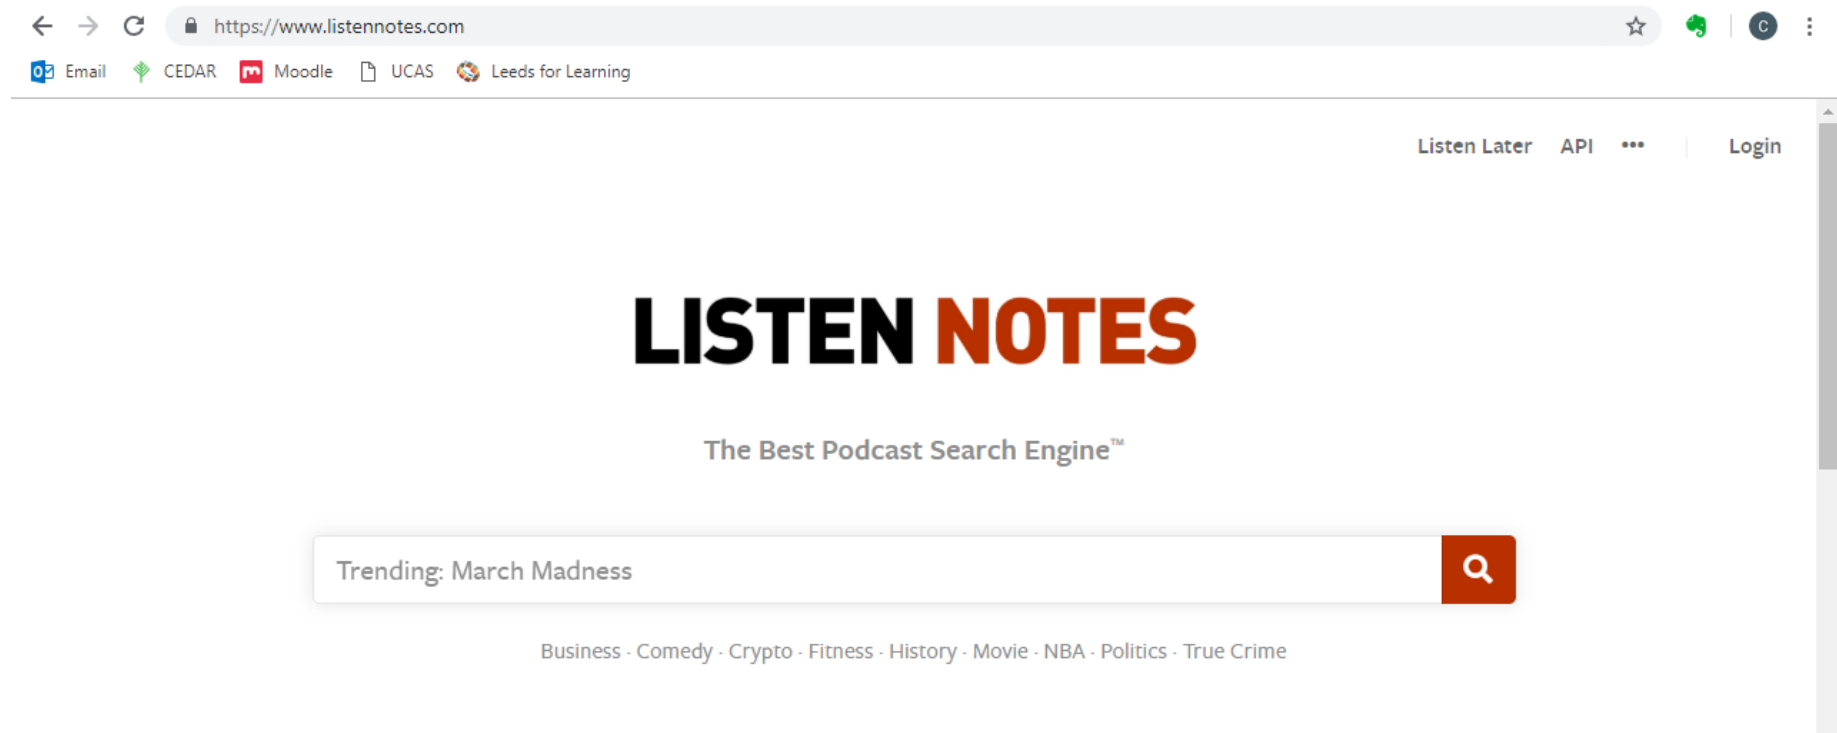 https://www.listennotes.com
C
Email CEDAR Moodle UCAS Leeds for Learning
Listen Later API ••• Login
LISTEN NOTES
The Best Podcast Search Engine™
Trending: March Madness
Business · Comedy · Crypto · Fitness · History · Movie · NBA · Politics · True Crime